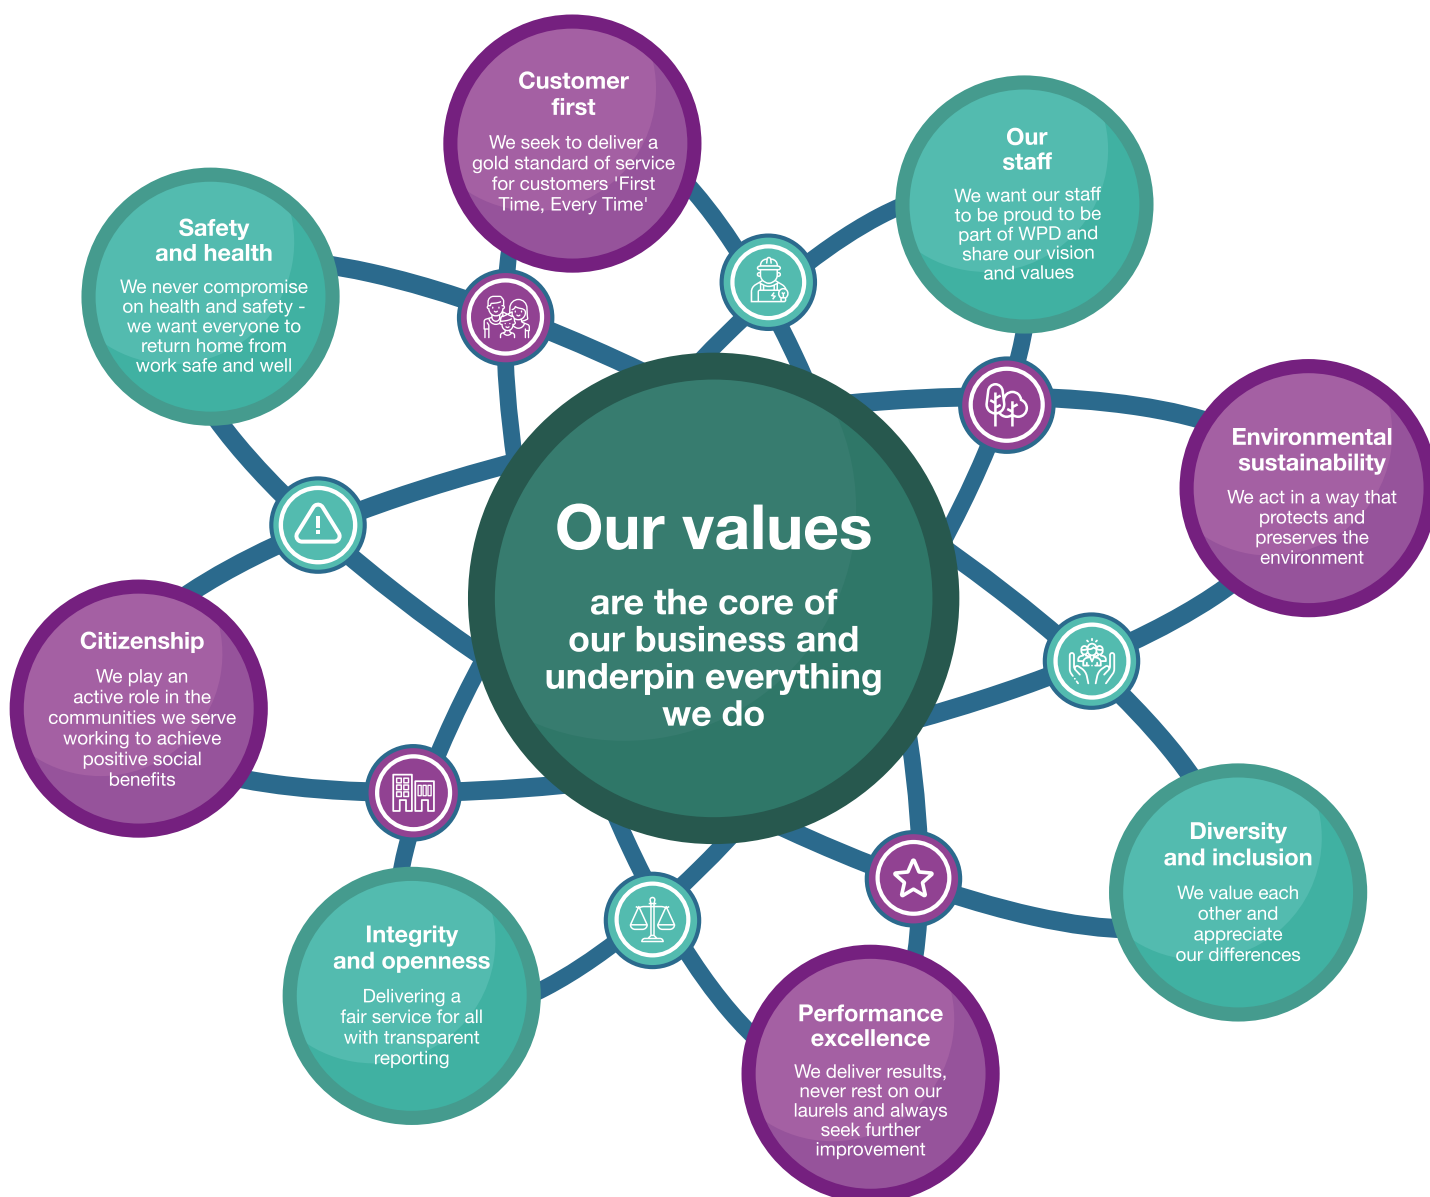 Customer
first
We seek to deliver a
gold standard of service
for customers 'First
Time, Every Time'
Our
staff
We want our staff
to be proud to be
part of WPD and
share our vision
and values
Safety
and health
We never compromise
on health and safety -
we want everyone to
return home from
work safe and well
Environmental
sustainability
We act in a way that
protects and
preserves the
environment
Our values
are the core of
our business and
underpin everything
we do
Citizenship
We play an
active role in the
communities we serve
working to achieve
positive social
benefits
Diversity
and inclusion
We value each
other and
appreciate
our differences
Integrity
and openness
Delivering a
fair service for all
with transparent
reporting
Performance
excellence
We deliver results,
never rest on our
laurels and always
seek further
improvement